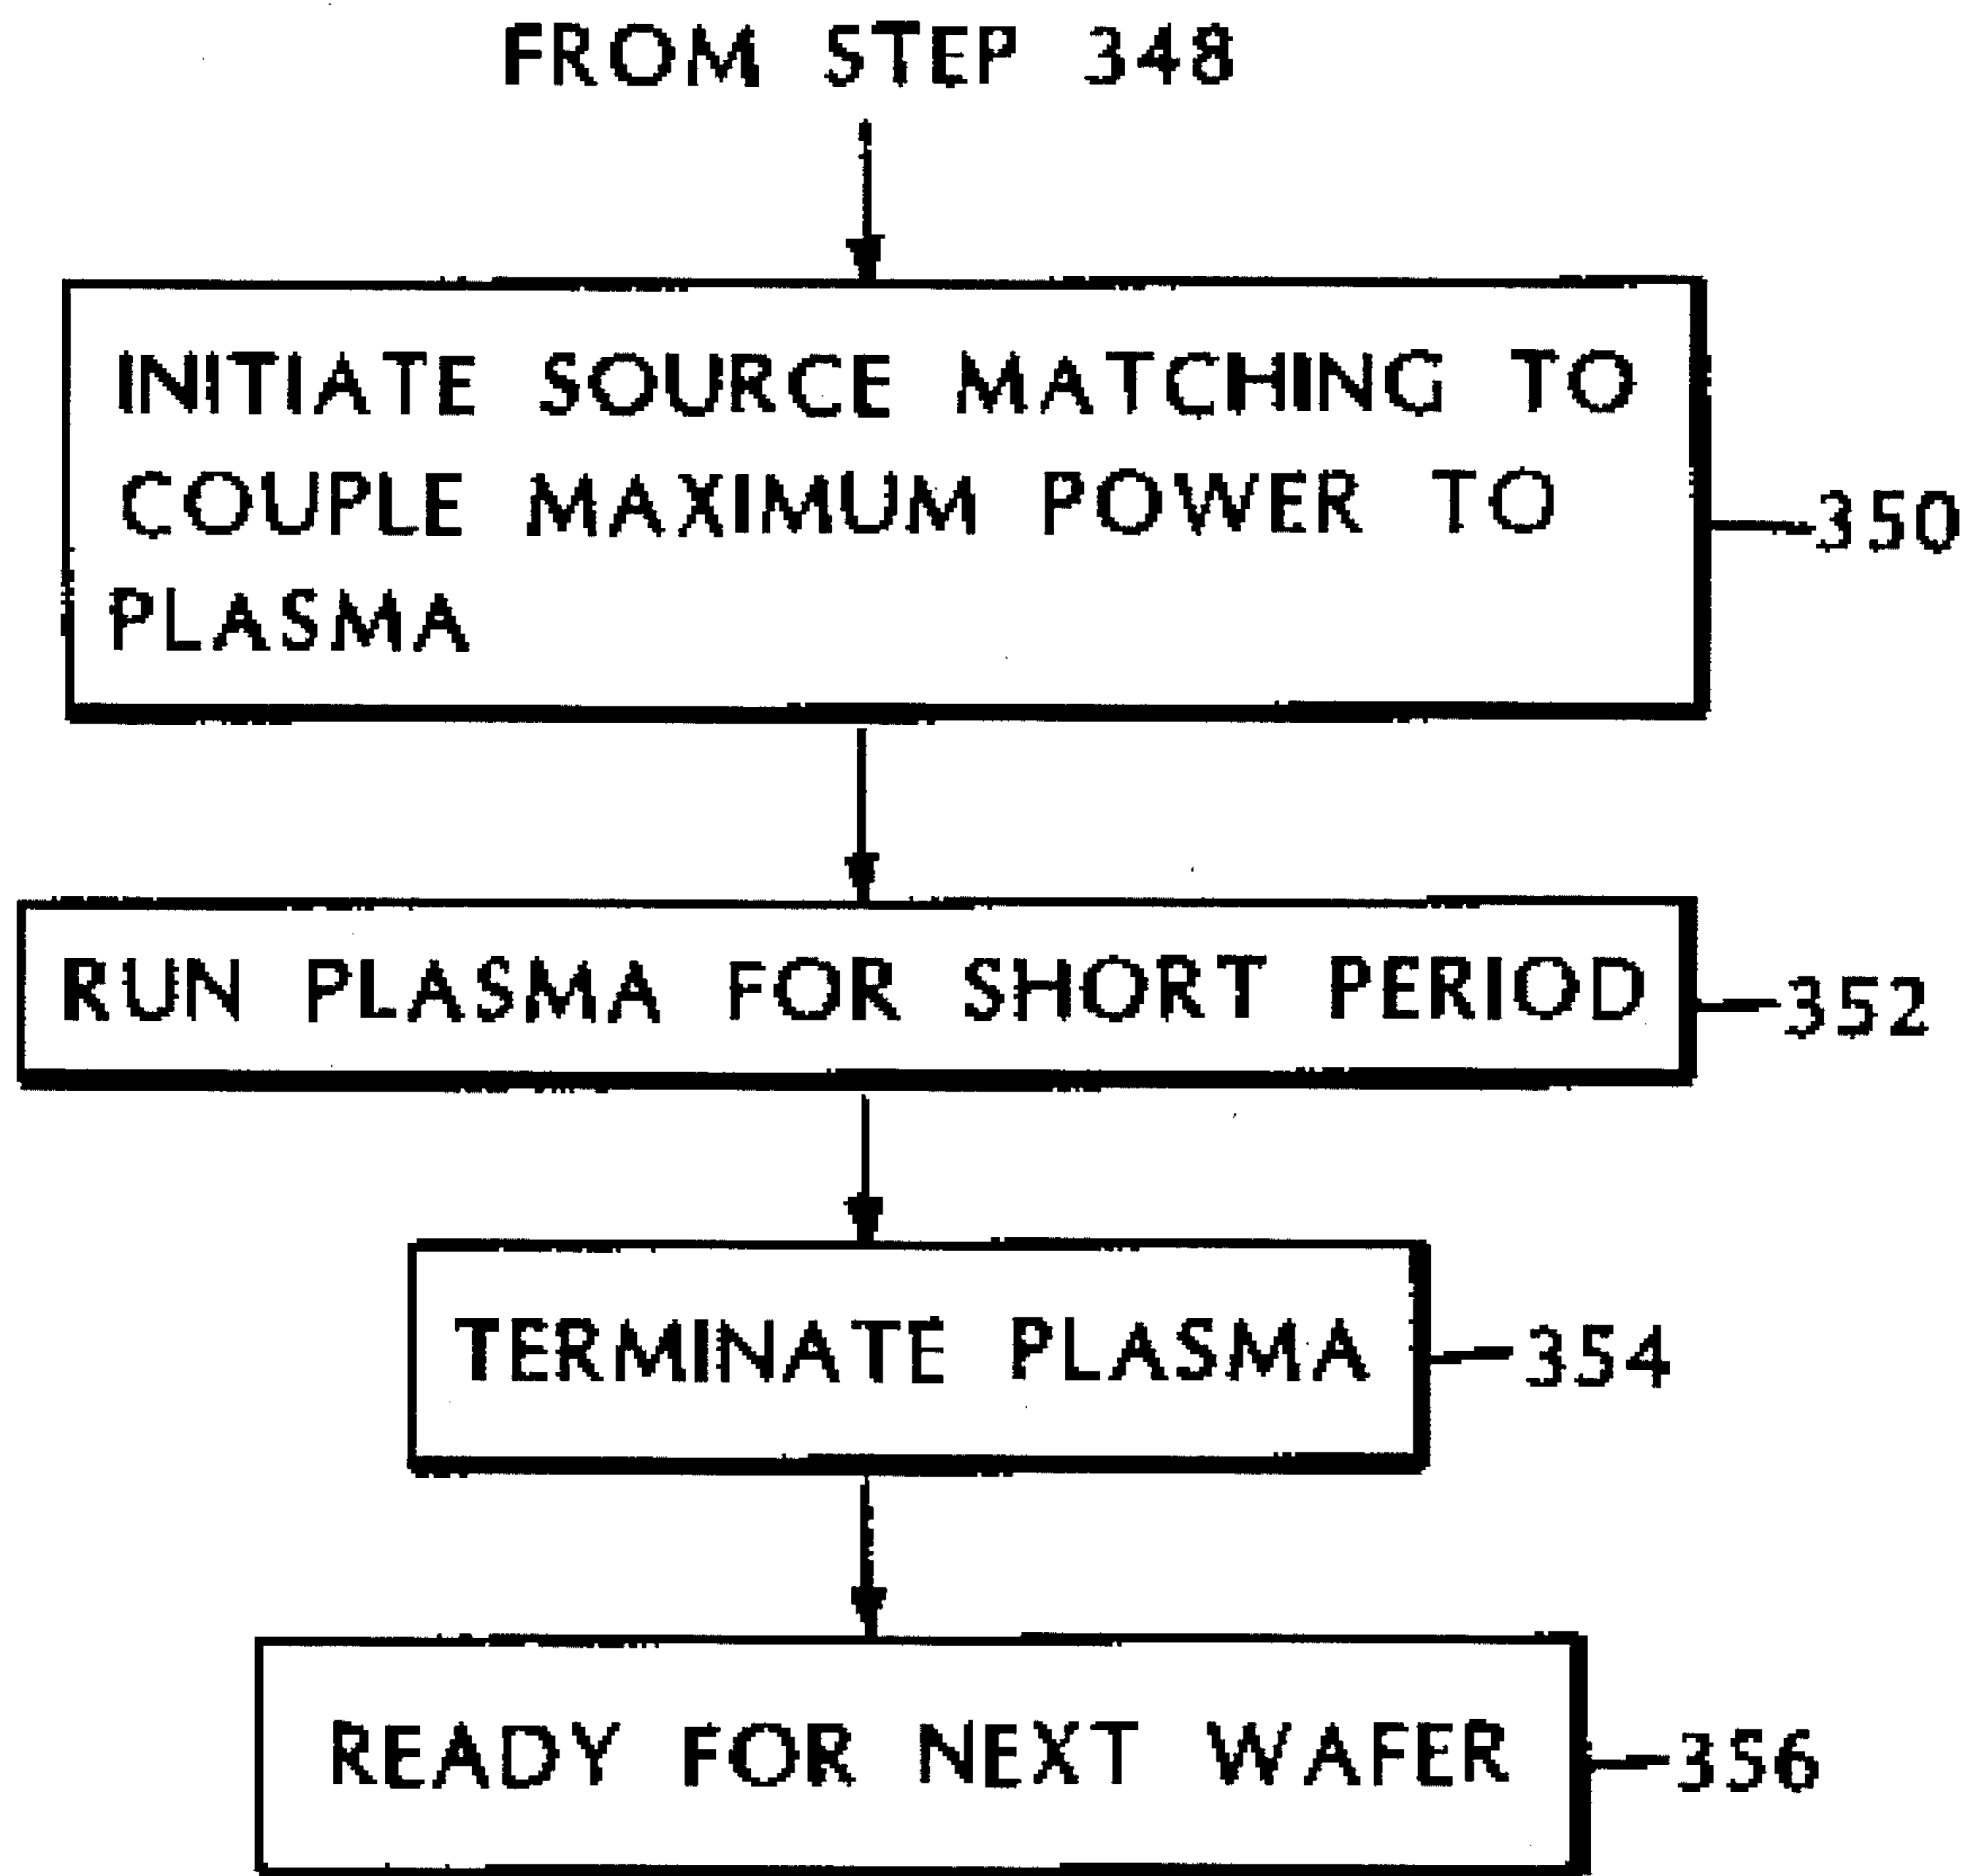 FROM STEP 348
INITIATE SOURCE MATCHING TO
COUPLE MAXIMUM POWER TO
PLASMA
350
RUN PLASMA FOR SHORT PERIOD
352
TERMINATE PLASMA
354
READY FOR NEXT WAFER
356